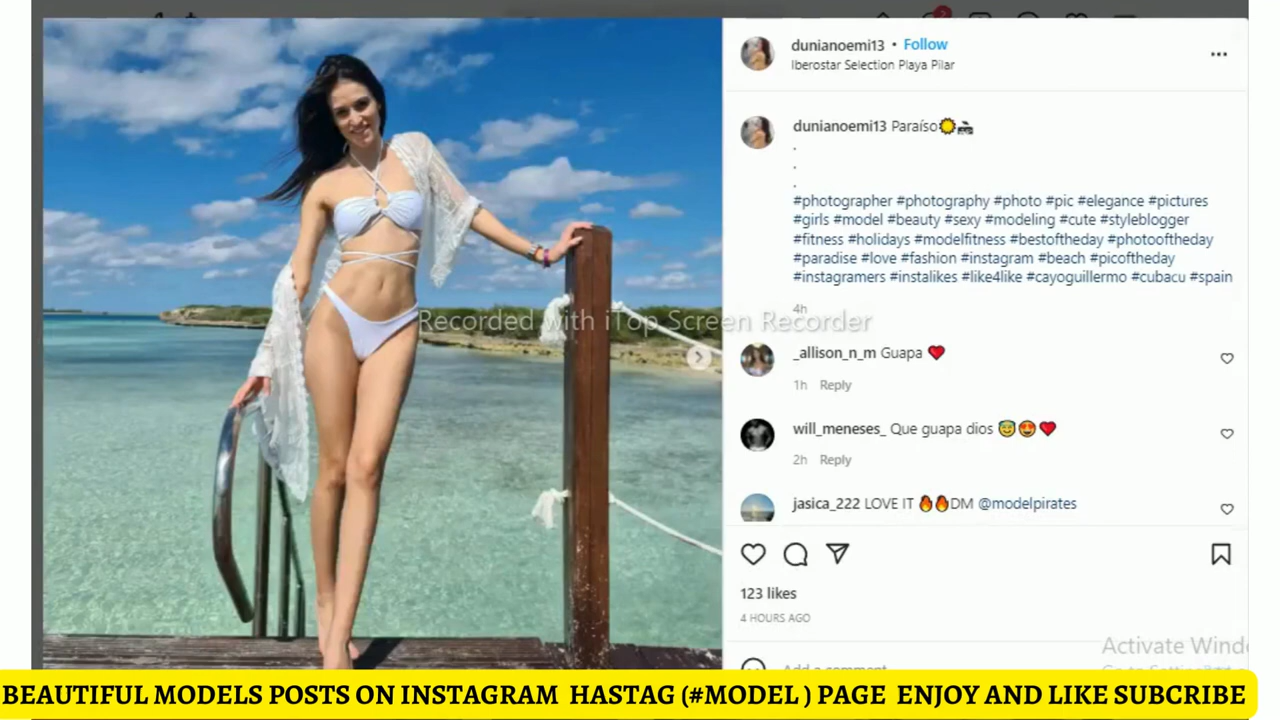 2
dunianoemi13 • Follow
Iberostar Selection Playa Pilar
dunianoemi13 Paraíso🌞🏊
.
.
.
#photographer #photography #photo #pic #elegance #pictures
#girls #model #beauty #sexy #modeling #cute #styleblogger
#fitness #holidays #modelfitness #bestoftheday #photooftheday
#paradise #love #fashion #instagram #beach #picoftheday
#instagramers #instalikes #like4like #cayoguillermo #cubacu #spain
4h
Recorded with iTop Screen Recorder
_allison_n_m Guapa ❤️
1h Reply
will_meneses_ Que guapa dios 😇😍❤️
2h Reply
jasica_222 LOVE IT 🔥🔥DM @modelpirates
123 likes
4 HOURS AGO
Activate Wind
Add a comment
BEAUTIFUL MODELS POSTS ON INSTAGRAM HASTAG (#MODEL ) PAGE ENJOY AND LIKE SUBCRIBE